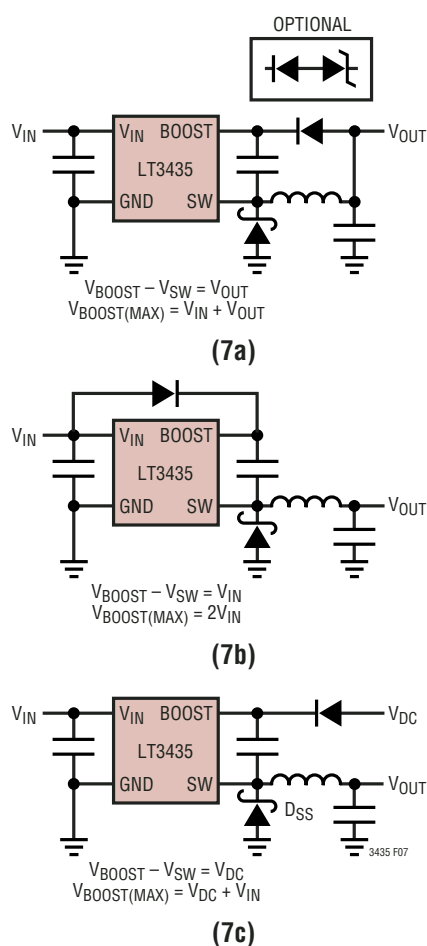 OPTIONAL
V_IN V_IN BOOST V_OUT
LT3435
GND SW
V_BOOST – V_SW = V_OUT
V_BOOST(MAX) = V_IN + V_OUT
(7a)
V_IN V_IN BOOST
LT3435
GND SW V_OUT
V_BOOST – V_SW = V_IN
V_BOOST(MAX) = 2V_IN
(7b)
V_IN V_IN BOOST V_DC
LT3435
GND SW V_OUT
D_SS
3435 F07
V_BOOST – V_SW = V_DC
V_BOOST(MAX) = V_DC + V_IN
(7c)